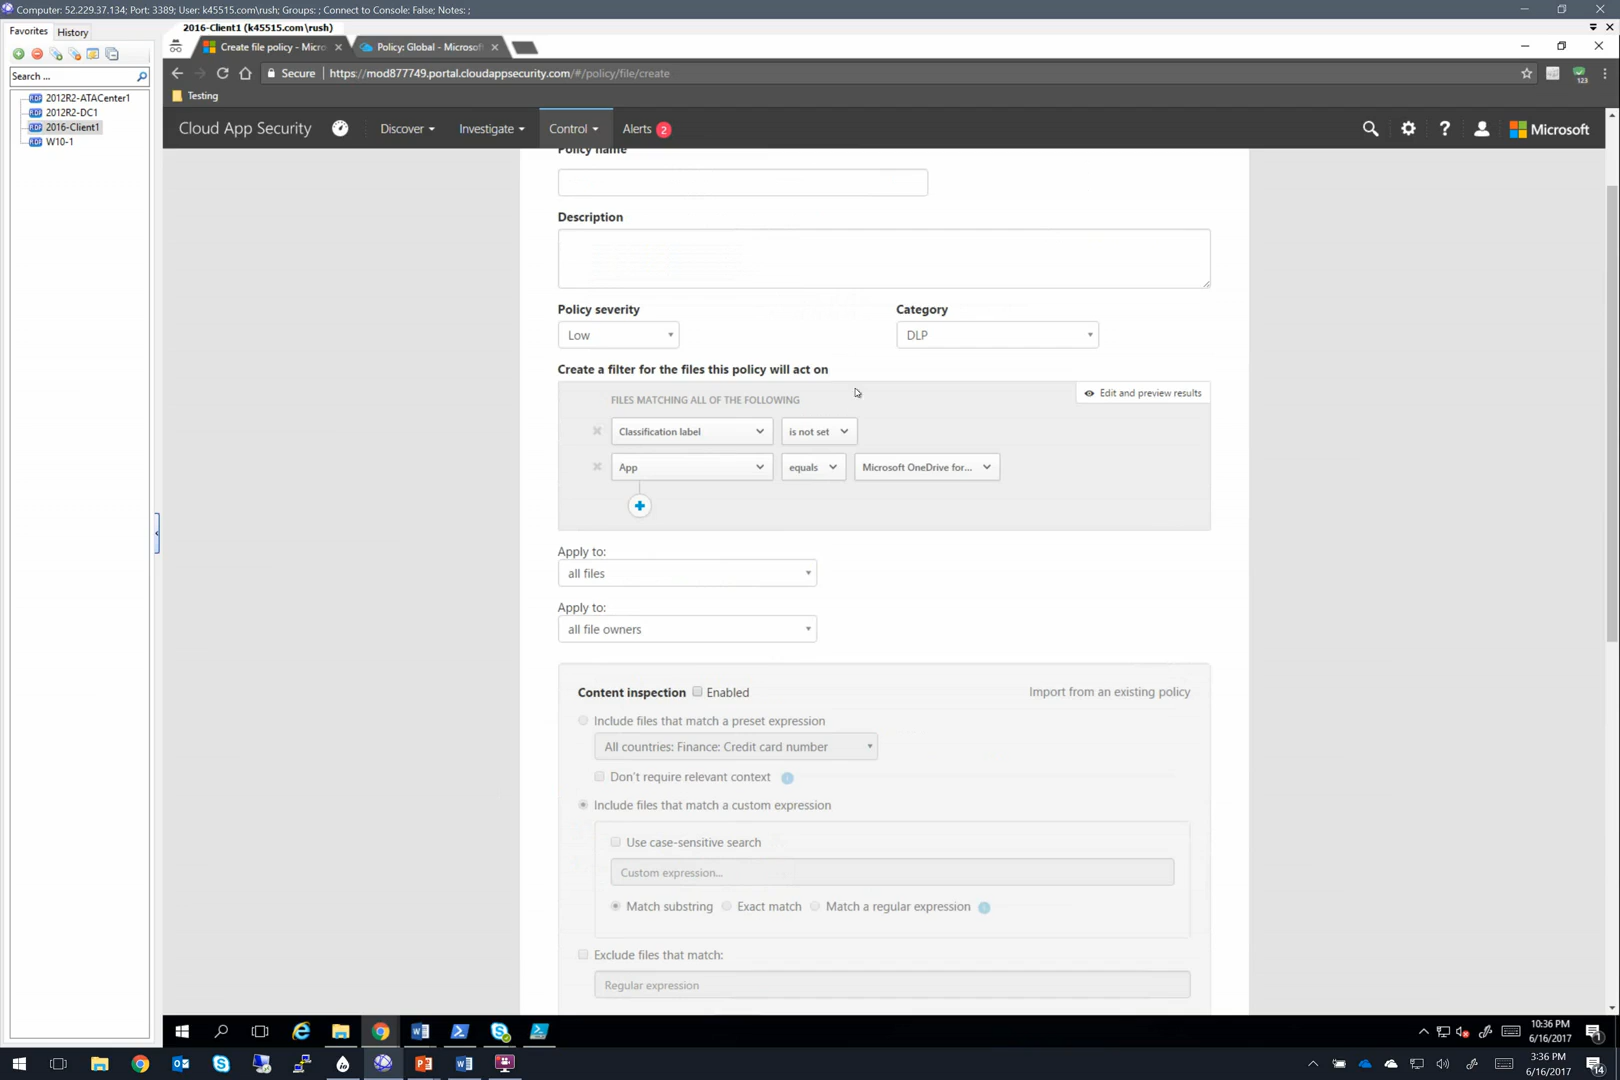 Computer: 52.229.37.134; Port: 3389; User: k45515.com\rush; Groups: ; Connect to Console: False; Notes: ;
Favorites History
2016-Client1 (k45515.com\rush)
Create file policy - Micro
Policy: Global - Microsoft
Search ...
Secure
https://mod877749.portal.cloudappsecurity.com/#/policy/file/create
123
Testing
2012R2-ATACenter1
2012R2-DC1
2016-Client1
W10-1
Cloud App Security
Discover
Investigate
Control
Alerts 2
Microsoft
Policy name
Description
Policy severity
Category
Low
DLP
Create a filter for the files this policy will act on
FILES MATCHING ALL OF THE FOLLOWING
Edit and preview results
Classification label
is not set
App
equals
Microsoft OneDrive for...
Apply to:
all files
Apply to:
all file owners
Content inspection Enabled
Import from an existing policy
Include files that match a preset expression
All countries: Finance: Credit card number
Don't require relevant context
Include files that match a custom expression
Use case-sensitive search
Custom expression...
Match substring Exact match Match a regular expression
Exclude files that match:
Regular expression
10:36 PM
6/16/2017
1
3:36 PM
6/16/2017
14